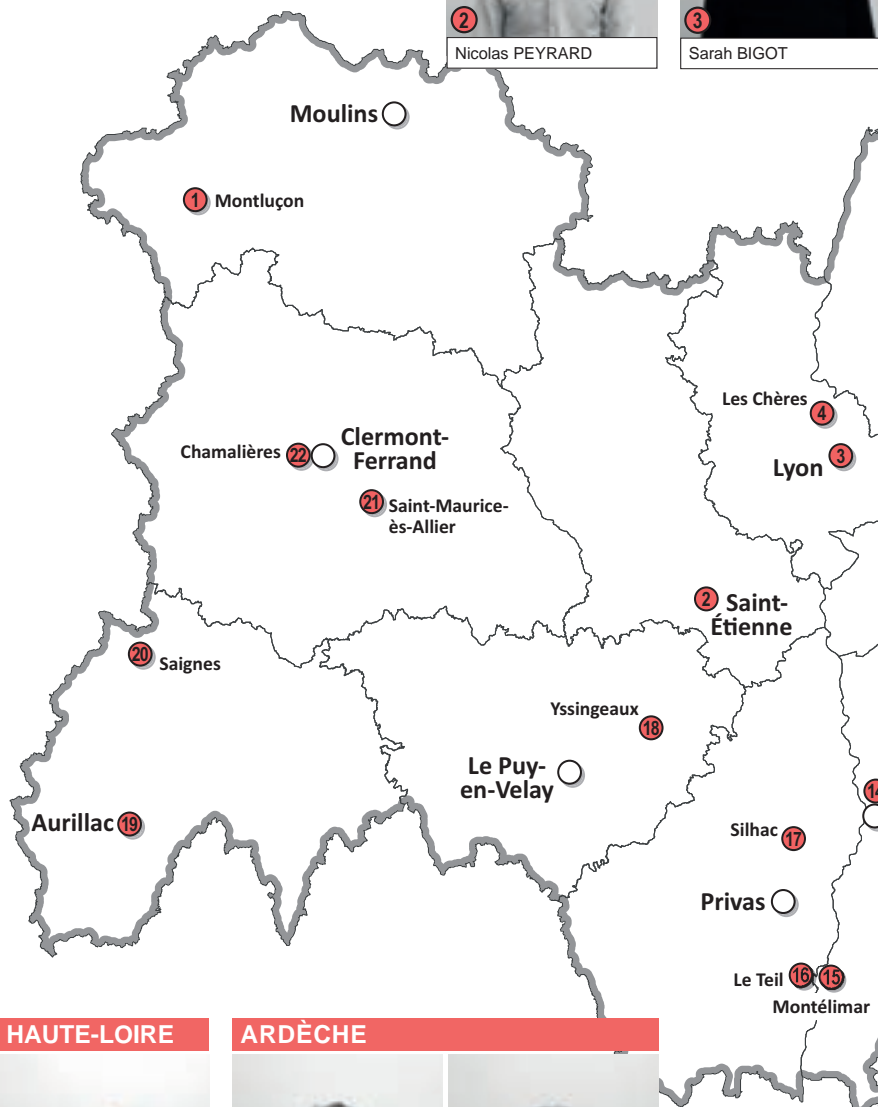 2
Nicolas PEYRARD
3
Sarah BIGOT
Moulins
1 Montluçon
Les Chères
4
3
Lyon
Chamalières 22
Clermont-
Ferrand
21 Saint-Maurice-
ès-Allier
2 Saint-
Étienne
20 Saignes
Yssingeaux
18
Le Puy-
en-Velay
14
Aurillac 19
Silhac
17
Privas
Le Teil 16 15
Montélimar
HAUTE-LOIRE
ARDÈCHE